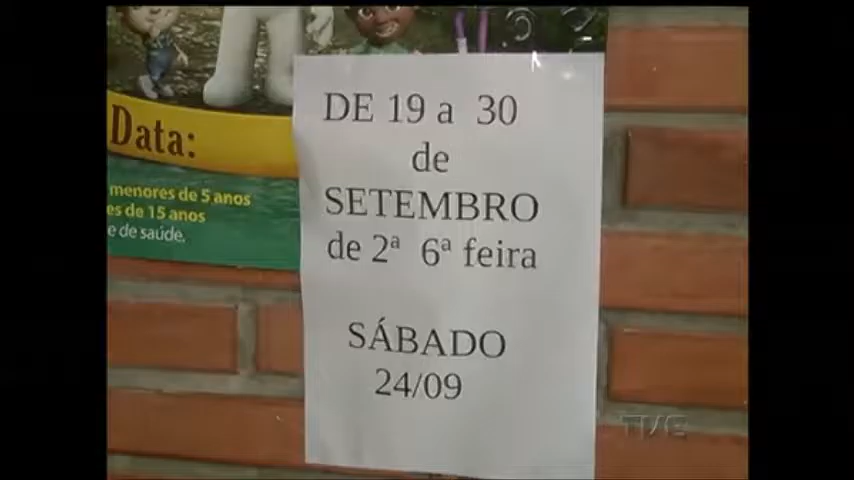 Data:
menores de 5 anos
es de 15 anos
e de saúde.
DE 19 a 30
de
SETEMBRO
de 2ª 6ª feira
SÁBADO
24/09
TVE